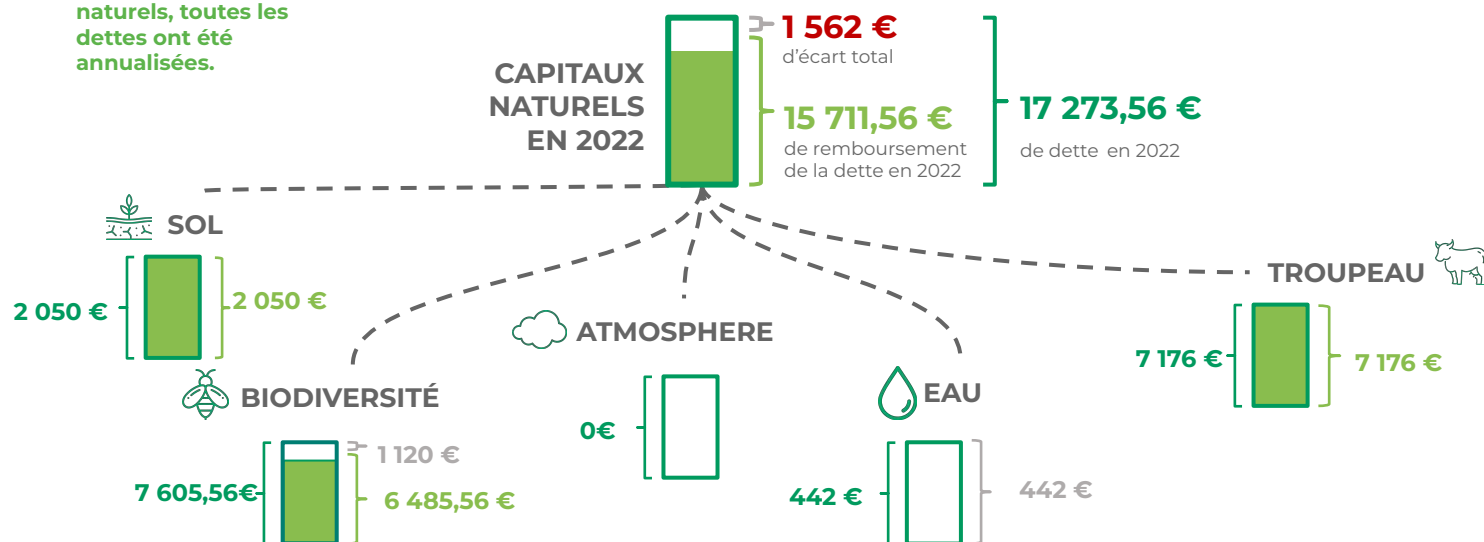 naturels, toutes les
dettes ont été
annualisées.
CAPITAUX
NATURELS
EN 2022
1 562 €
d'écart total
15 711,56 €
de remboursement
de la dette en 2022
17 273,56 €
de dette en 2022
SOL
2 050 €
2 050 €
BIODIVERSITÉ
7 605,56€
1 120 €
6 485,56 €
ATMOSPHERE
0€
EAU
442 €
442 €
TROUPEAU
7 176 €
7 176 €